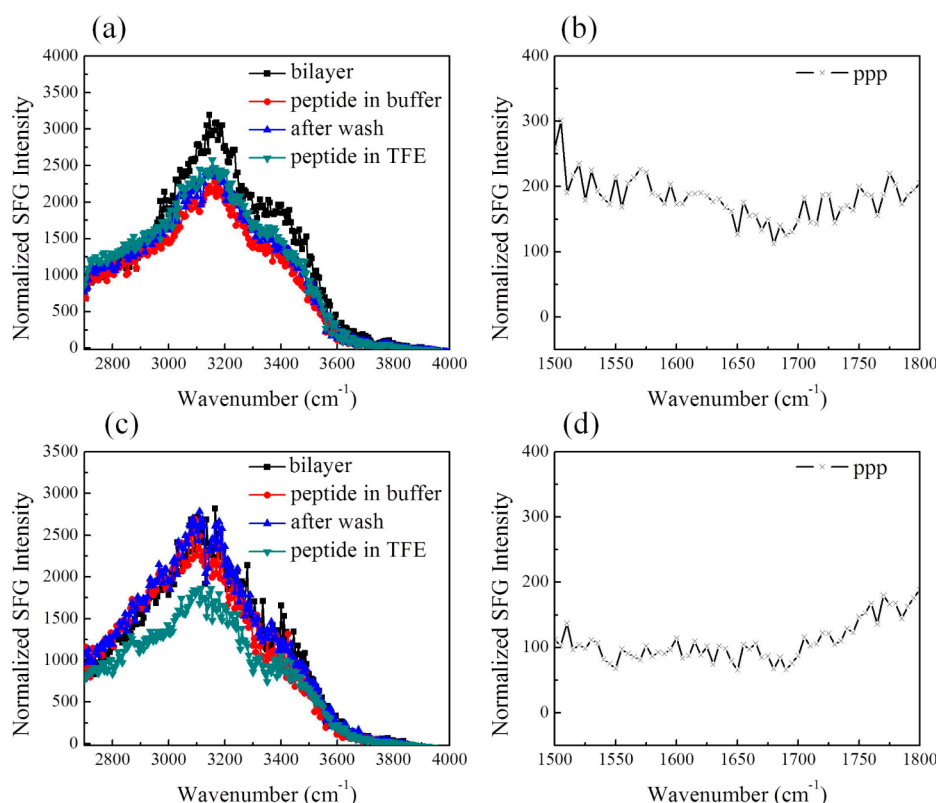 (a)
(b)
4000
3500
3000
2500
2000
1500
1000
500
0
Normalized SFG Intensity
bilayer
peptide in buffer
after wash
peptide in TFE
2800 3000 3200 3400 3600 3800 4000
Wavenumber (cm⁻¹)
400
300
200
100
0
Normalized SFG Intensity
ppp
1500 1550 1600 1650 1700 1750 1800
Wavenumber (cm⁻¹)
(c)
(d)
3500
3000
2500
2000
1500
1000
500
0
Normalized SFG Intensity
bilayer
peptide in buffer
after wash
peptide in TFE
2800 3000 3200 3400 3600 3800 4000
Wavenumber (cm⁻¹)
400
300
200
100
0
Normalized SFG Intensity
ppp
1500 1550 1600 1650 1700 1750 1800
Wavenumber (cm⁻¹)